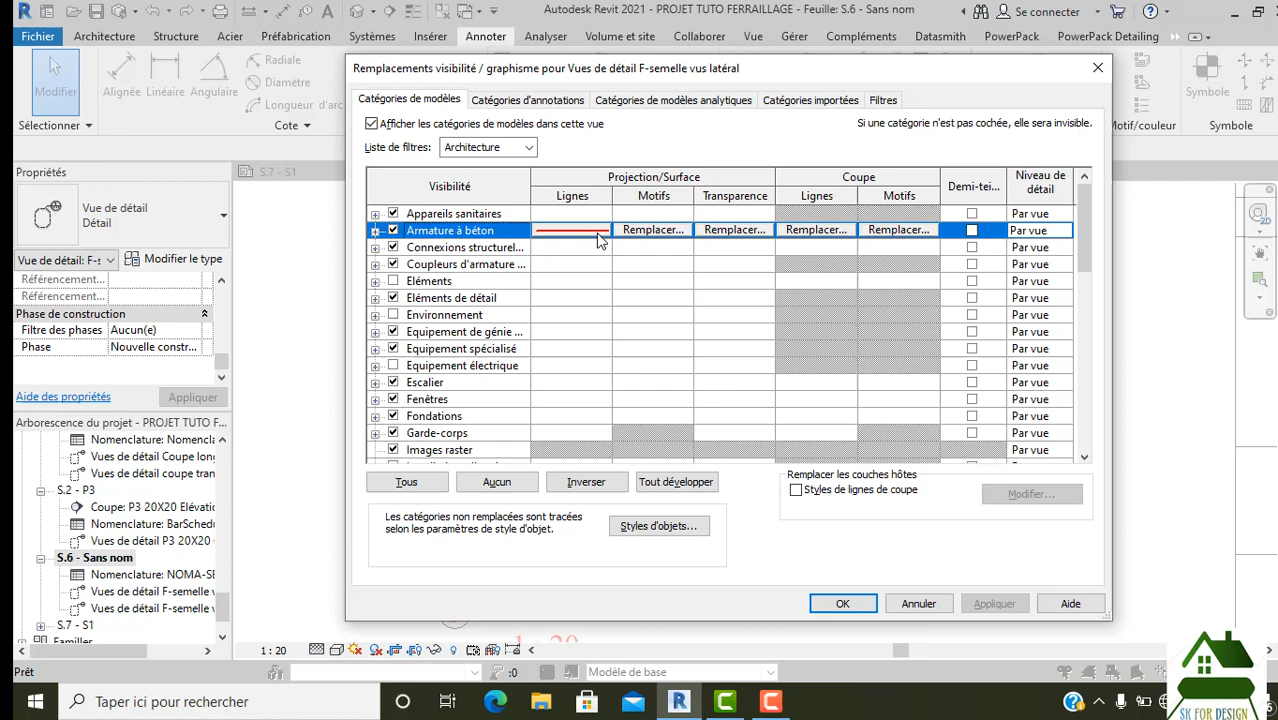 Autodesk Revit 2021 - PROJET TUTO FERRAILLAGE - Feuille: S.6 - Sans nom
Se connecter
Fichier Architecture Structure Acier Préfabrication Systèmes Insérer Annoter Analyser Volume et site Collaborer Vue Gérer Compléments Datasmith PowerPack PowerPack Detailing
Modifier
Alignée Linéaire Angulaire
Radiale
Diamètre
Longueur d'arc
Symbole
Sélectionner
Cote
Motif/couleur
Symbole
Remplacements visibilité / graphisme pour Vues de détail F-semelle vus latéral
Catégories de modèles Catégories d'annotations Catégories de modèles analytiques Catégories importées Filtres
Afficher les catégories de modèles dans cette vue
Si une catégorie n'est pas cochée, elle sera invisible.
Liste de filtres: Architecture
Visibilité Projection/Surface Coupe Demi-tei... Niveau de détail
Lignes Motifs Transparence Lignes Motifs
Appareils sanitaires Par vue
Armature à béton Remplacer... Remplacer... Remplacer... Remplacer... Par vue
Connexions structurel... Par vue
Coupleurs d'armature ... Par vue
Eléments Par vue
Eléments de détail Par vue
Environnement Par vue
Equipement de génie ... Par vue
Equipement spécialisé Par vue
Equipement électrique Par vue
Escalier Par vue
Fenêtres Par vue
Fondations Par vue
Garde-corps Par vue
Images raster Par vue
Tous Aucun Inverser Tout développer
Remplacer les couches hôtes
Styles de lignes de coupe
Modifier...
Les catégories non remplacées sont tracées
selon les paramètres de style d'objet.
Styles d'objets...
OK Annuler Appliquer Aide
Propriétés
S.7 - S1
Vue de détail
Détail
Vue de détail: F-s
Modifier le type
Référencement...
Référencement...
Phase de construction
Filtre des phases Aucun(e)
Phase Nouvelle constr...
Aide des propriétés
Appliquer
Arborescence du projet - PROJET TUTO F...
Nomenclature: Nomencla
Vues de détail Coupe lon
Vues de détail coupe tran
S.2 - P3
Coupe: P3 20X20 Elévatio
Nomenclature: BarSchedu
Vues de détail P3 20X20
S.6 - Sans nom
Nomenclature: NOMA-SE
Vues de détail F-semelle v
Vues de détail F-semelle v
S.7 - S1
Familles
1 : 20
Prêt
:0
Modèle de base
Taper ici pour rechercher
SK FOR DESIGN